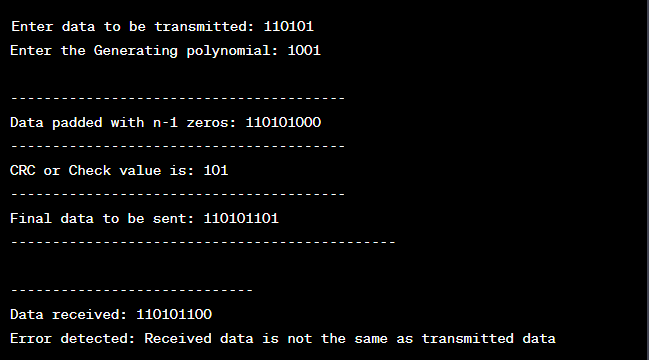 Enter data to be transmitted: 110101
Enter the Generating polynomial: 1001
----------------------------------------
Data padded with n-1 zeros: 110101000
----------------------------------------
CRC or Check value is: 101
----------------------------------------
Final data to be sent: 110101101
----------------------------------------------
-----------------------------
Data received: 110101100
Error detected: Received data is not the same as transmitted data